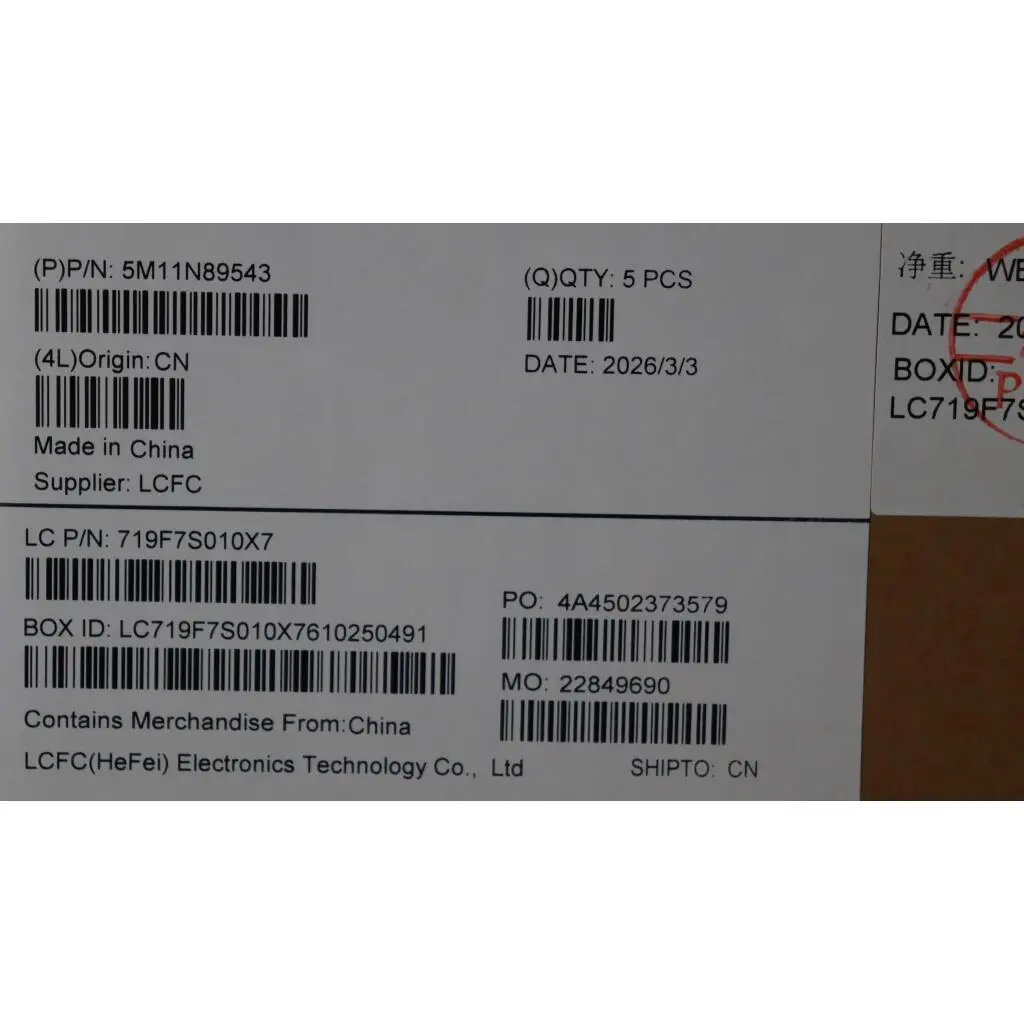 (P)P/N: 5M11N89543
(Q)QTY: 5 PCS
(4L)Origin:CN
DATE: 2026/3/3
Made in China
Supplier: LCFC
LC P/N: 719F7S010X7
PO: 4A4502373579
BOX ID: LC719F7S010X7610250491
MO: 22849690
Contains Merchandise From:China
LCFC(HeFei) Electronics Technology Co., Ltd
SHIPTO: CN
净重:
DATE: 20
BOXID:
LC719F7S